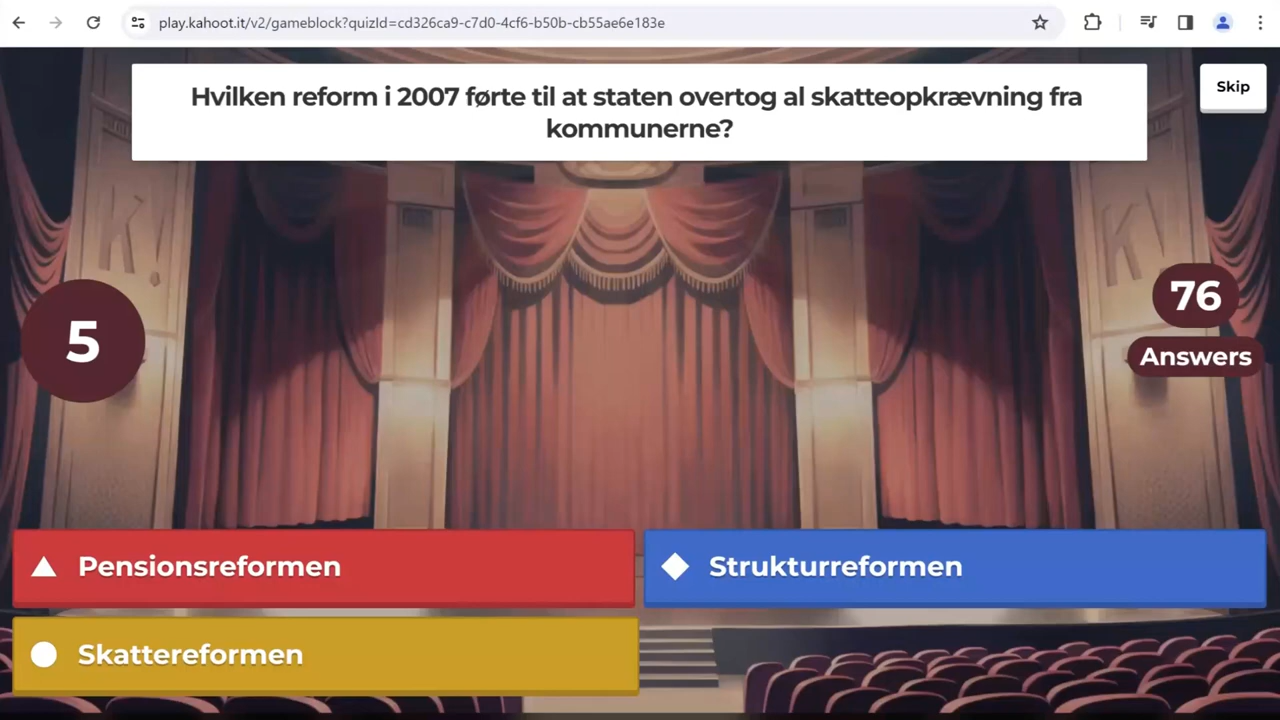 play.kahoot.it/v2/gameblock?quizId=cd326ca9-c7d0-4cf6-b50b-cb55ae6e183e
Hvilken reform i 2007 førte til at staten overtog al skatteopkrævning fra
kommunerne?
Skip
K!
K!
5
76
Answers
Pensionsreformen
Strukturreformen
Skattereformen